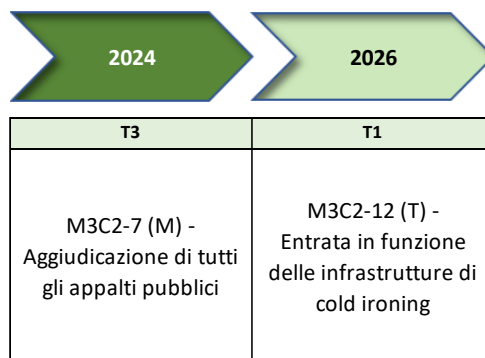 2024
2026
T3
T1
M3C2-7 (M) -
Aggiudicazione di tutti
gli appalti pubblici
M3C2-12 (T) -
Entrata in funzione
delle infrastrutture di
cold ironing